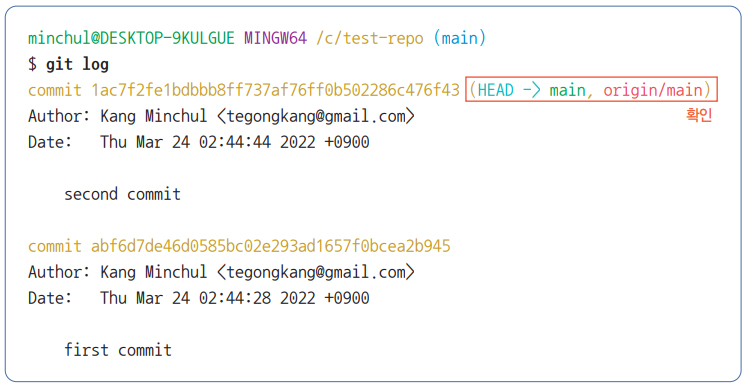 minchul@DESKTOP-9KULGUE MINGW64 /c/test-repo (main)
$ git log
commit 1ac7f2fe1bdbbb8ff737af76ff0b502286c476f43 (HEAD -> main, origin/main)
Author: Kang Minchul <tegongkang@gmail.com> 확인
Date:   Thu Mar 24 02:44:44 2022 +0900
second commit
commit abf6d7de46d0585bc02e293ad1657f0bcea2b945
Author: Kang Minchul <tegongkang@gmail.com>
Date:   Thu Mar 24 02:44:28 2022 +0900
first commit